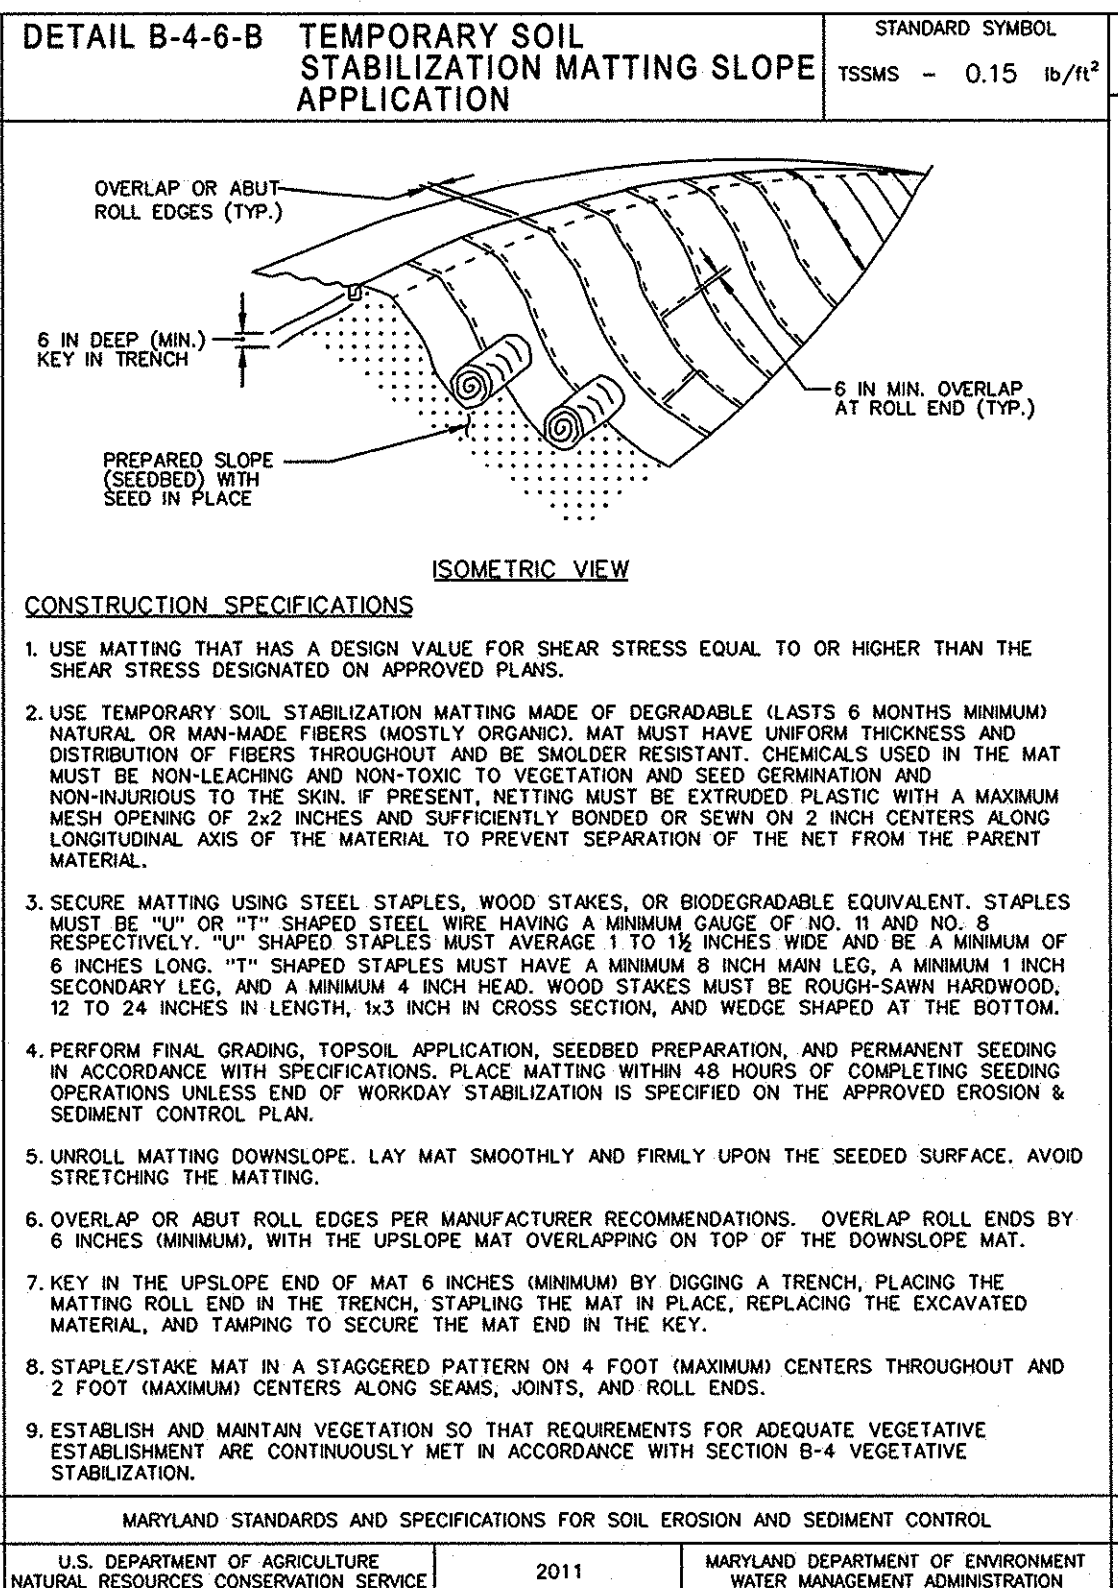 DETAIL B-4-6-B TEMPORARY SOIL
STABILIZATION MATTING SLOPE
APPLICATION
STANDARD SYMBOL
TSSMS - 0.15 lb/ft²
OVERLAP OR ABUT
ROLL EDGES (TYP.)
6 IN DEEP (MIN.)
KEY IN TRENCH
6 IN MIN. OVERLAP
AT ROLL END (TYP.)
PREPARED SLOPE
(SEEDBED) WITH
SEED IN PLACE
ISOMETRIC VIEW
CONSTRUCTION SPECIFICATIONS
1. USE MATTING THAT HAS A DESIGN VALUE FOR SHEAR STRESS EQUAL TO OR HIGHER THAN THE
SHEAR STRESS DESIGNATED ON APPROVED PLANS.
2. USE TEMPORARY SOIL STABILIZATION MATTING MADE OF DEGRADABLE (LASTS 6 MONTHS MINIMUM)
NATURAL OR MAN-MADE FIBERS (MOSTLY ORGANIC). MAT MUST HAVE UNIFORM THICKNESS AND
DISTRIBUTION OF FIBERS THROUGHOUT AND BE SMOLDER RESISTANT. CHEMICALS USED IN THE MAT
MUST BE NON-LEACHING AND NON-TOXIC TO VEGETATION AND SEED GERMINATION AND
NON-INJURIOUS TO THE SKIN. IF PRESENT, NETTING MUST BE EXTRUDED PLASTIC WITH A MAXIMUM
MESH OPENING OF 2x2 INCHES AND SUFFICIENTLY BONDED OR SEWN ON 2 INCH CENTERS ALONG
LONGITUDINAL AXIS OF THE MATERIAL TO PREVENT SEPARATION OF THE NET FROM THE PARENT
MATERIAL.
3. SECURE MATTING USING STEEL STAPLES, WOOD STAKES, OR BIODEGRADABLE EQUIVALENT. STAPLES
MUST BE "U" OR "T" SHAPED STEEL WIRE HAVING A MINIMUM GAUGE OF NO. 11 AND NO. 8
RESPECTIVELY. "U" SHAPED STAPLES MUST AVERAGE 1 TO 1½ INCHES WIDE AND BE A MINIMUM OF
6 INCHES LONG. "T" SHAPED STAPLES MUST HAVE A MINIMUM 8 INCH MAIN LEG, A MINIMUM 1 INCH
SECONDARY LEG, AND A MINIMUM 4 INCH HEAD. WOOD STAKES MUST BE ROUGH-SAWN HARDWOOD,
12 TO 24 INCHES IN LENGTH, 1x3 INCH IN CROSS SECTION, AND WEDGE SHAPED AT THE BOTTOM.
4. PERFORM FINAL GRADING, TOPSOIL APPLICATION, SEEDBED PREPARATION, AND PERMANENT SEEDING
IN ACCORDANCE WITH SPECIFICATIONS. PLACE MATTING WITHIN 48 HOURS OF COMPLETING SEEDING
OPERATIONS UNLESS END OF WORKDAY STABILIZATION IS SPECIFIED ON THE APPROVED EROSION &
SEDIMENT CONTROL PLAN.
5. UNROLL MATTING DOWNSLOPE. LAY MAT SMOOTHLY AND FIRMLY UPON THE SEEDED SURFACE. AVOID
STRETCHING THE MATTING.
6. OVERLAP OR ABUT ROLL EDGES PER MANUFACTURER RECOMMENDATIONS. OVERLAP ROLL ENDS BY
6 INCHES (MINIMUM), WITH THE UPSLOPE MAT OVERLAPPING ON TOP OF THE DOWNSLOPE MAT.
7. KEY IN THE UPSLOPE END OF MAT 6 INCHES (MINIMUM) BY DIGGING A TRENCH, PLACING THE
MATTING ROLL END IN THE TRENCH, STAPLING THE MAT IN PLACE, REPLACING THE EXCAVATED
MATERIAL, AND TAMPING TO SECURE THE MAT END IN THE KEY.
8. STAPLE/STAKE MAT IN A STAGGERED PATTERN ON 4 FOOT (MAXIMUM) CENTERS THROUGHOUT AND
2 FOOT (MAXIMUM) CENTERS ALONG SEAMS, JOINTS, AND ROLL ENDS.
9. ESTABLISH AND MAINTAIN VEGETATION SO THAT REQUIREMENTS FOR ADEQUATE VEGETATIVE
ESTABLISHMENT ARE CONTINUOUSLY MET IN ACCORDANCE WITH SECTION B-4 VEGETATIVE
STABILIZATION.
MARYLAND STANDARDS AND SPECIFICATIONS FOR SOIL EROSION AND SEDIMENT CONTROL
U.S. DEPARTMENT OF AGRICULTURE
NATURAL RESOURCES CONSERVATION SERVICE
2011
MARYLAND DEPARTMENT OF ENVIRONMENT
WATER MANAGEMENT ADMINISTRATION